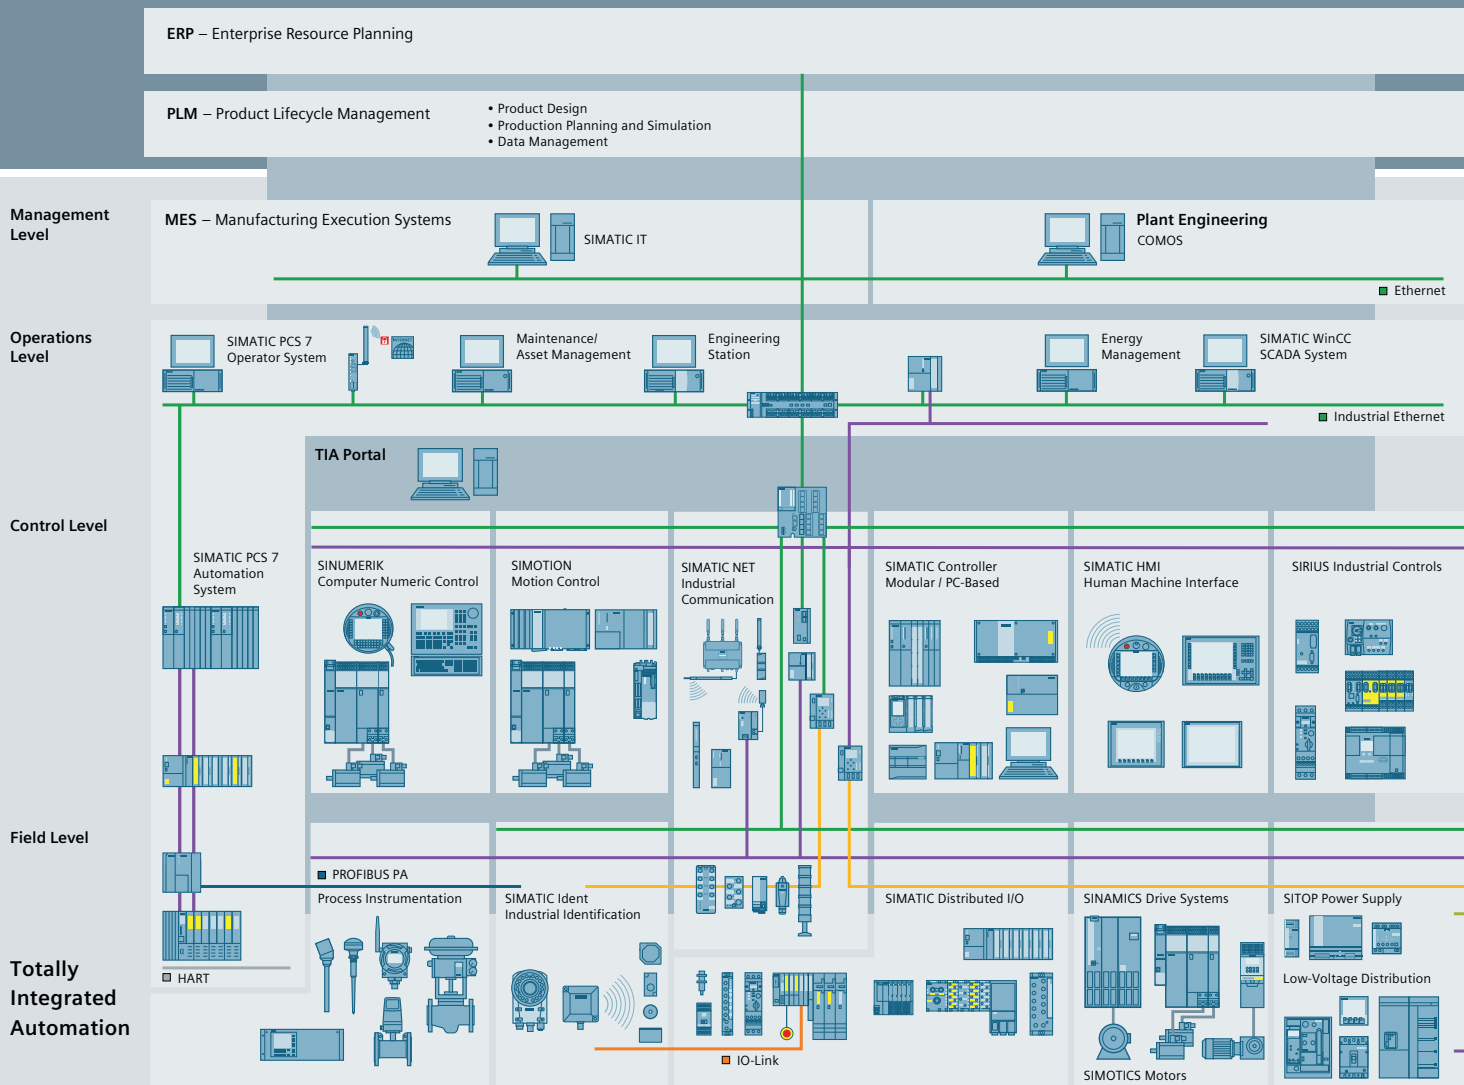 ERP – Enterprise Resource Planning
PLM – Product Lifecycle Management
• Product Design
• Production Planning and Simulation
• Data Management
Management
Level
MES – Manufacturing Execution Systems
SIMATIC IT
Plant Engineering
COMOS
Ethernet
Operations
Level
SIMATIC PCS 7
Operator System
INTERNET
Maintenance/
Asset Management
Engineering
Station
Energy
Management
SIMATIC WinCC
SCADA System
Industrial Ethernet
TIA Portal
Control Level
SIMATIC PCS 7
Automation
System
SINUMERIK
Computer Numeric Control
SIMOTION
Motion Control
SIMATIC NET
Industrial
Communication
SIMATIC Controller
Modular / PC-Based
SIMATIC HMI
Human Machine Interface
SIRIUS Industrial Controls
Field Level
PROFIBUS PA
Process Instrumentation
SIMATIC Ident
Industrial Identification
SIMATIC Distributed I/O
SINAMICS Drive Systems
SITOP Power Supply
Totally
Integrated
Automation
HART
Low-Voltage Distribution
IO-Link
SIMOTICS Motors